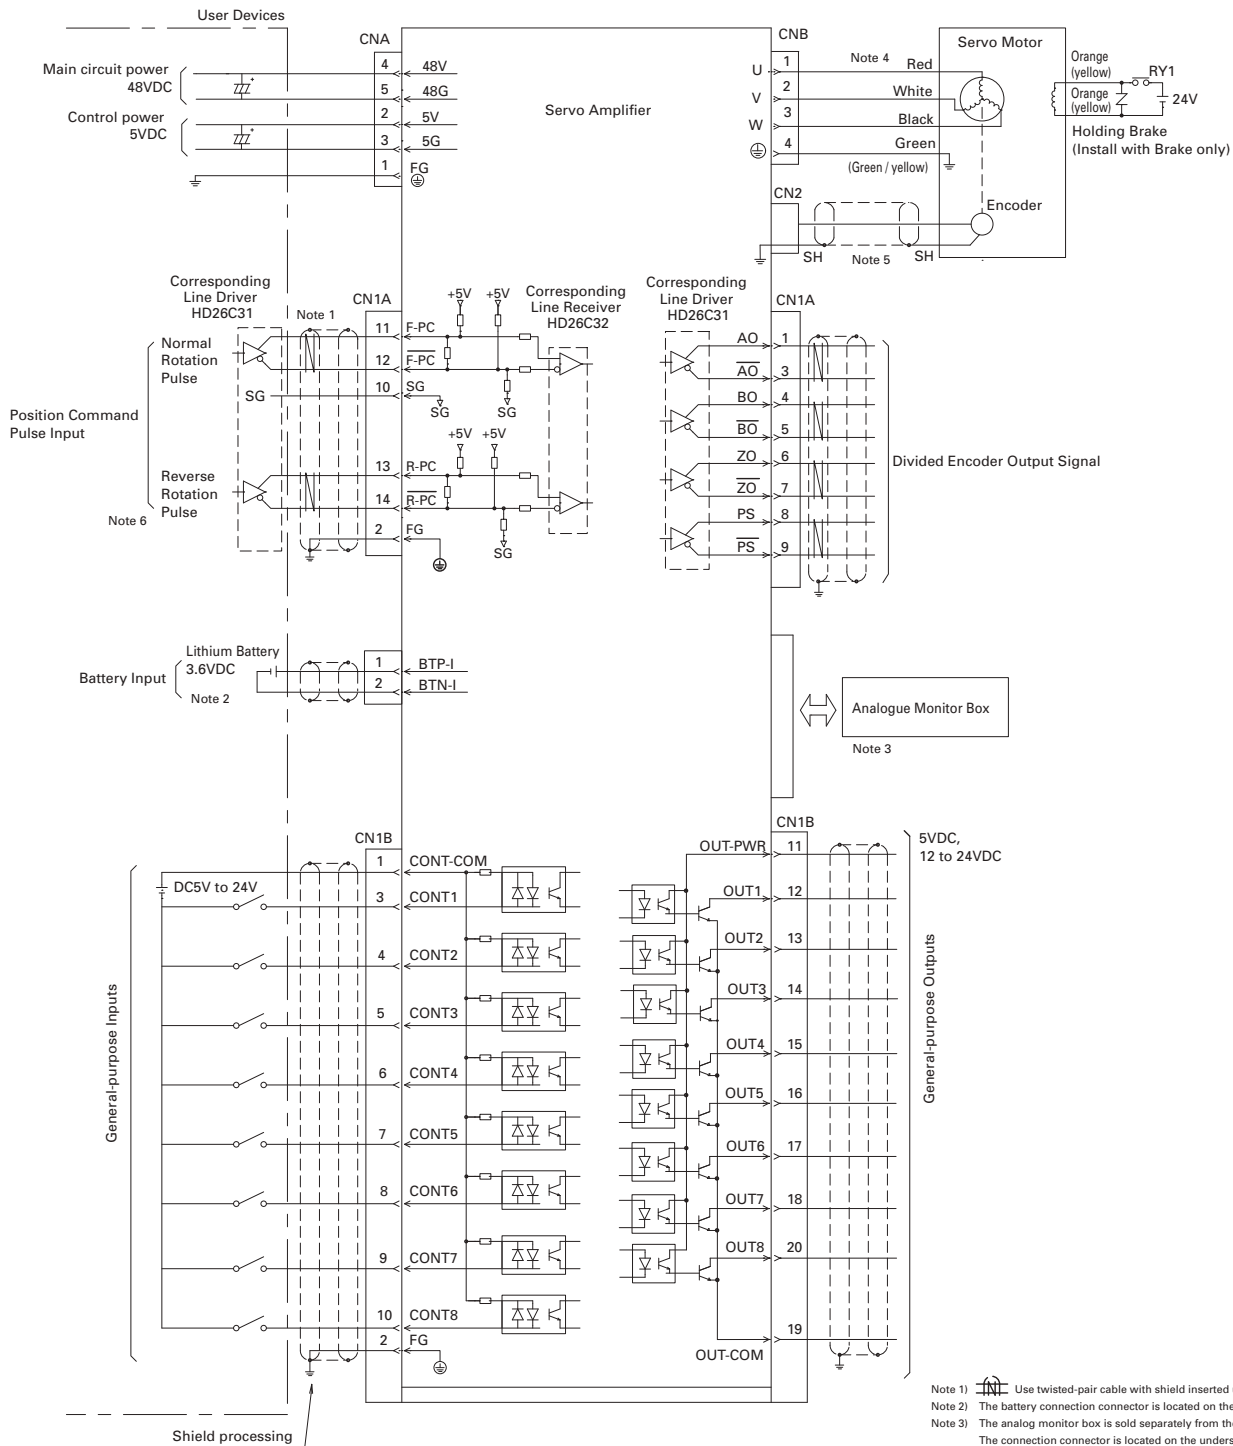 User Devices
CNA
Main circuit power
48VDC
4
48V
5
48G
Control power
5VDC
2
5V
3
5G
1
FG
Servo Amplifier
CNB
U
1
V
2
W
3
4
Note 4
Red
White
Black
Green
(Green / yellow)
Servo Motor
Orange
(yellow)
Orange
(yellow)
RY1
24V
Holding Brake
(Install with Brake only)
CN2
Encoder
SH
Note 5
SH
Corresponding
Line Driver
HD26C31
Note 1
CN1A
+5V
+5V
Corresponding
Line Receiver
HD26C32
Position Command
Pulse Input
Normal
Rotation
Pulse
11
F-PC
12
F-PC
SG
10
SG
SG
SG
+5V
+5V
Reverse
Rotation
Pulse
Note 6
13
R-PC
14
R-PC
2
FG
SG
Corresponding
Line Driver
HD26C31
CN1A
AO
1
AO
3
BO
4
BO
5
ZO
6
ZO
7
PS
8
PS
9
Divided Encoder Output Signal
Battery Input
Lithium Battery
3.6VDC
Note 2
1
BTP-I
2
BTN-I
Analogue Monitor Box
Note 3
CN1B
General-purpose Inputs
DC5V to 24V
1
CONT-COM
3
CONT1
4
CONT2
5
CONT3
6
CONT4
7
CONT5
8
CONT6
9
CONT7
10
CONT8
2
FG
Shield processing
CN1B
OUT-PWR
11
5VDC,
12 to 24VDC
OUT1
12
OUT2
13
OUT3
14
OUT4
15
OUT5
16
OUT6
17
OUT7
18
OUT8
20
19
OUT-COM
General-purpose Outputs
Note 1)
Use twisted-pair cable with shield inserted
Note 2) The battery connection connector is located on the
Note 3) The analog monitor box is sold separately from the
The connection connector is located on the unders